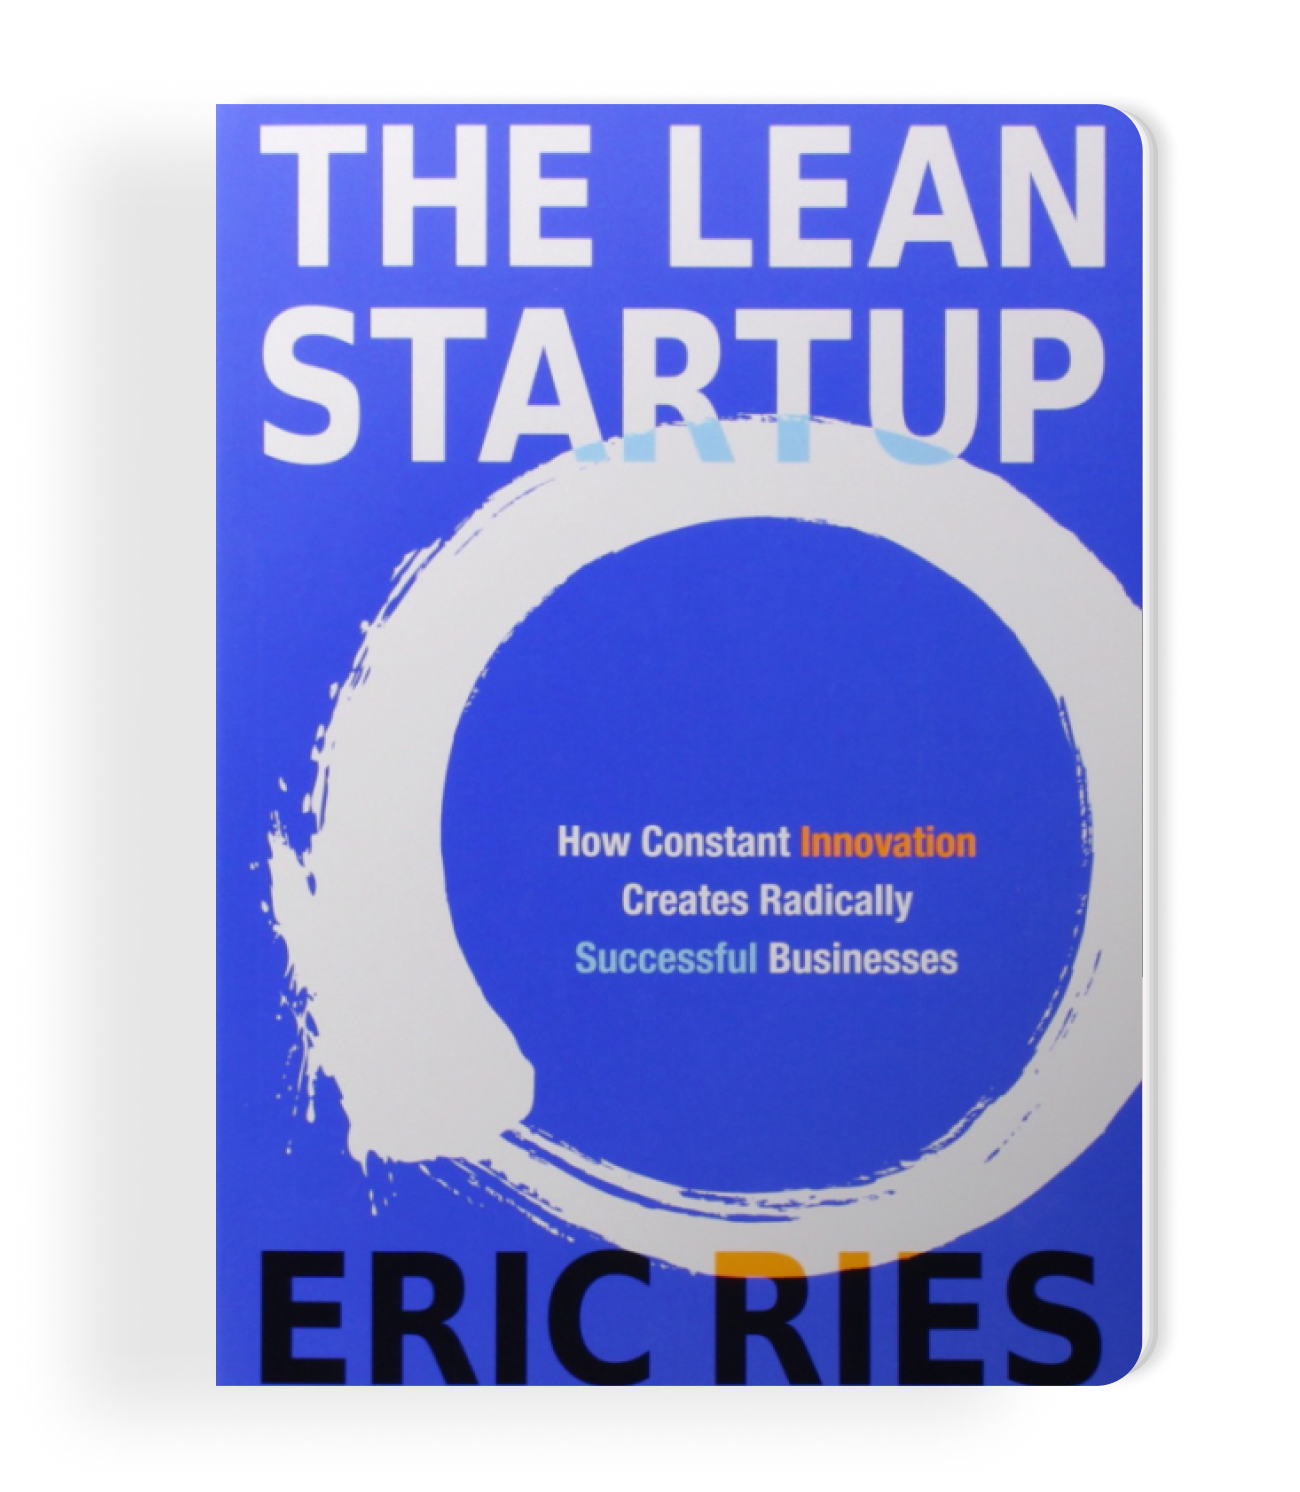 THE LEAN
STARTUP
How Constant Innovation
Creates Radically
Successful Businesses
ERIC RIES